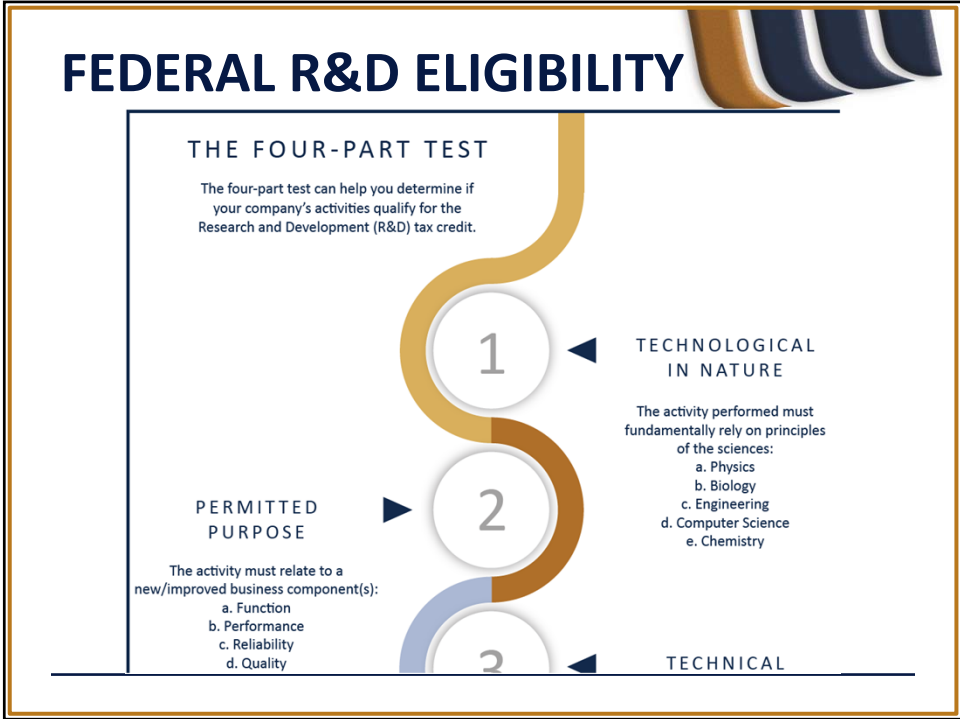 FEDERAL R&D ELIGIBILITY
THE FOUR-PART TEST
The four-part test can help you determine if
your company's activities qualify for the
Research and Development (R&D) tax credit.
1
TECHNOLOGICAL
IN NATURE
The activity performed must
fundamentally rely on principles
of the sciences:
a. Physics
b. Biology
c. Engineering
d. Computer Science
e. Chemistry
2
PERMITTED
PURPOSE
The activity must relate to a
new/improved business component(s):
a. Function
b. Performance
c. Reliability
d. Quality
3
TECHNICAL